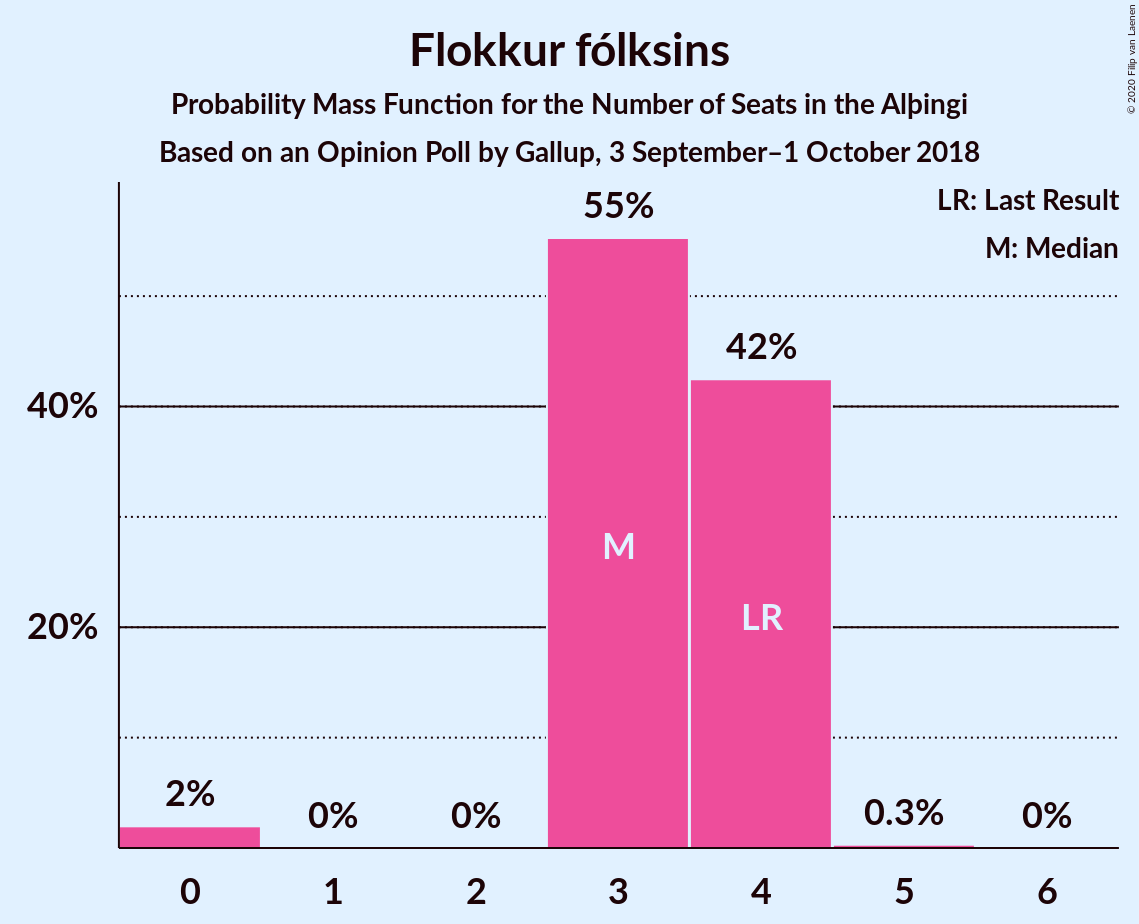 Flokkur fólksins
Probability Mass Function for the Number of Seats in the Alþingi
Based on an Opinion Poll by Gallup, 3 September–1 October 2018
© 2020 Filip van Laenen
LR: Last Result
M: Median
55%
42%
40%
M
LR
20%
2%
0%
0%
0.3%
0%
0
1
2
3
4
5
6